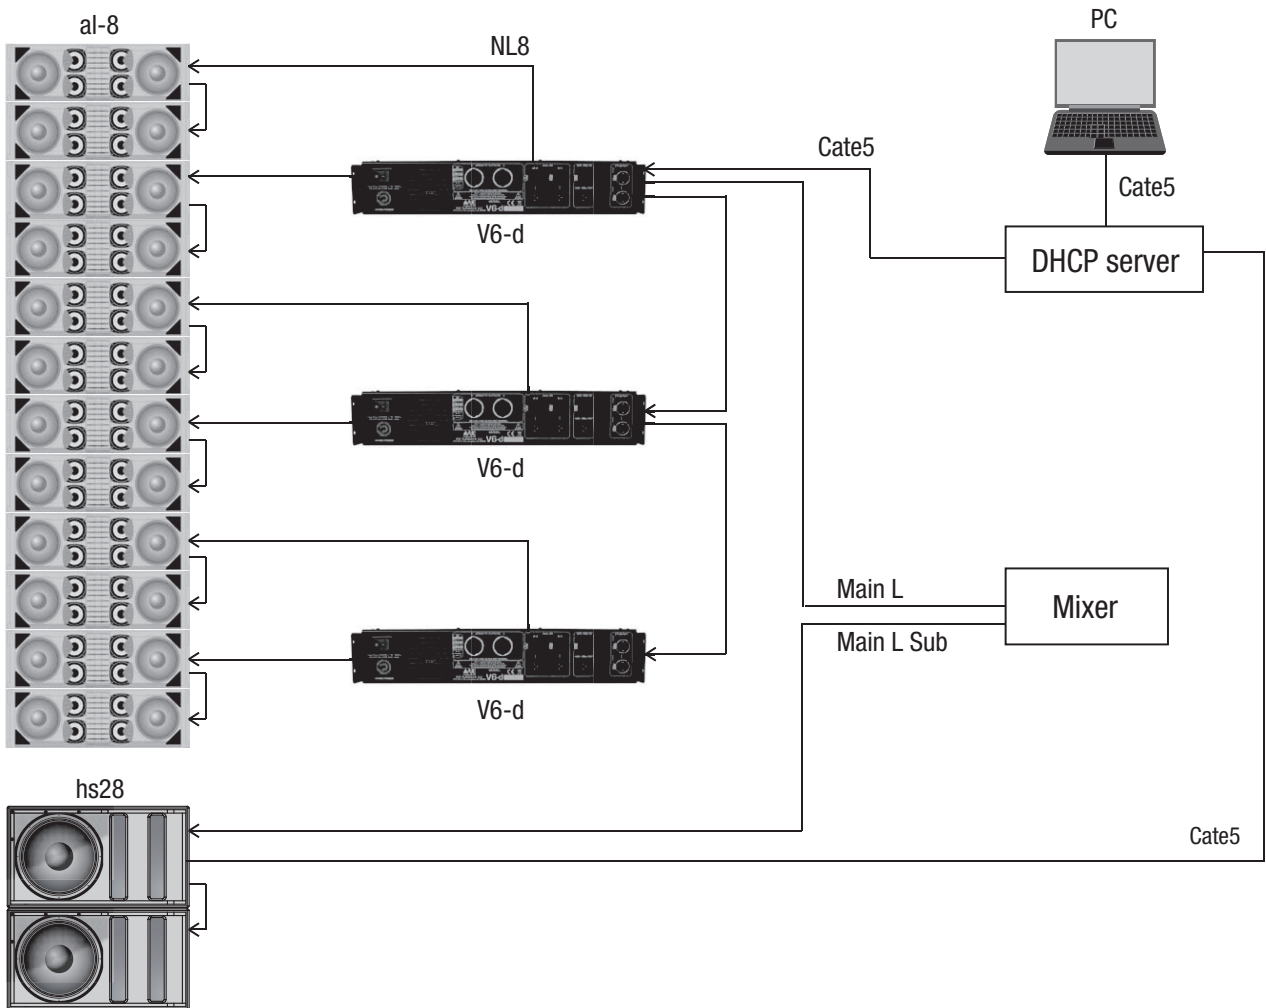 al-8
PC
NL8
Cate5
Cate5
V6-d
DHCP server
V6-d
Main L
Mixer
Main L Sub
V6-d
hs28
Cate5